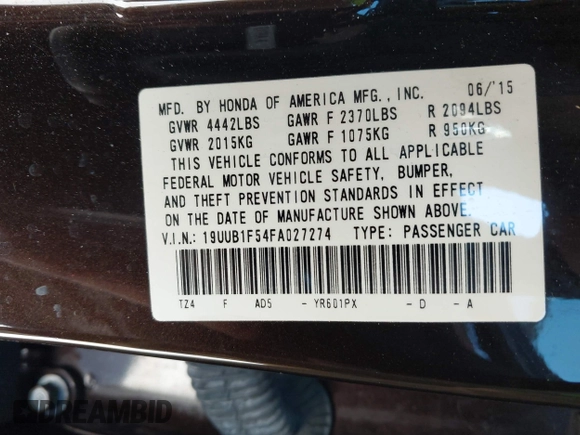 MFD. BY HONDA OF AMERICA MFG., INC. 06/'15
GVWR 4442LBS GAWR F 2370LBS R 2094LBS
GVWR 2015KG GAWR F 1075KG R 950KG
THIS VEHICLE CONFORMS TO ALL APPLICABLE
FEDERAL MOTOR VEHICLE SAFETY, BUMPER,
AND THEFT PREVENTION STANDARDS IN EFFECT
ON THE DATE OF MANUFACTURE SHOWN ABOVE.
V.I.N.: 19UUB1F54FA027274 TYPE: PASSENGER CAR
TZ4 F AD5 - YR601PX - D - A
BREAMBID